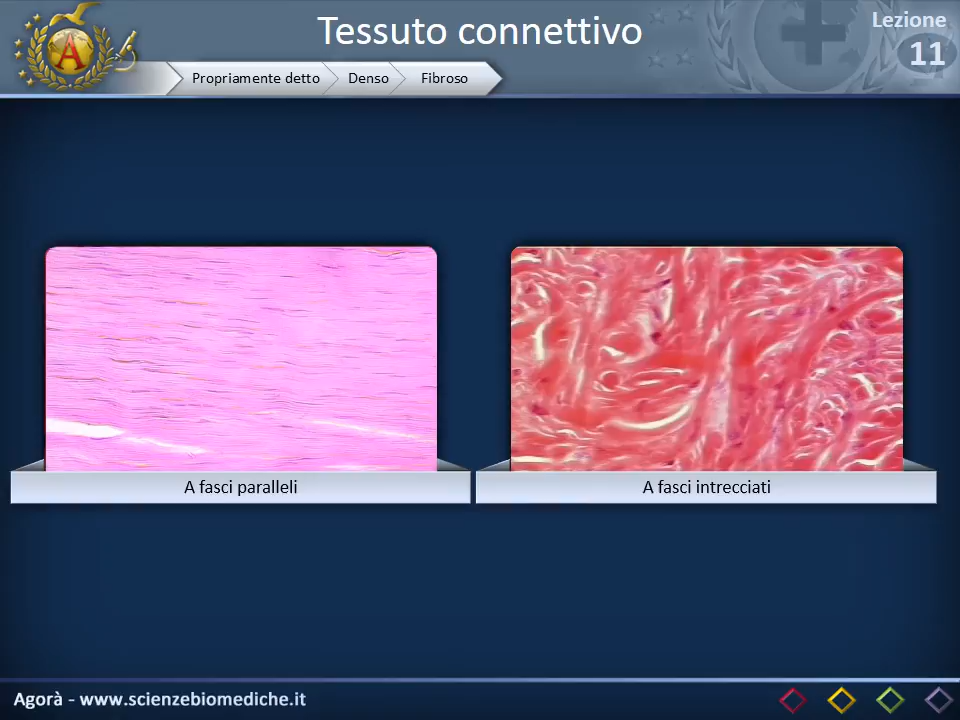 Tessuto connettivo
Lezione
11
Propriamente detto
Denso
Fibroso
A
A fasci paralleli
A fasci intrecciati
Agorà - www.scienzebiomediche.it